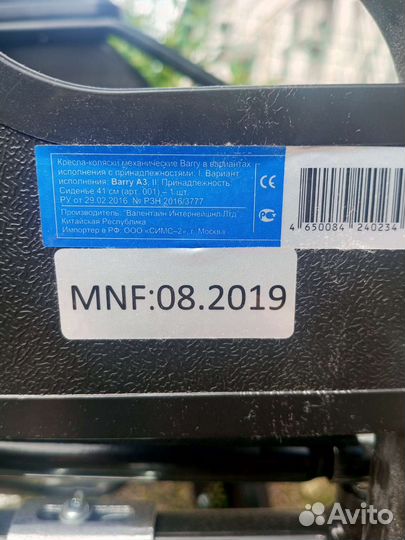 Кресла-коляски механические Barry в вариантах
исполнения с принадлежностями: I. Вариант
исполнения: Barry A3; II. Принадлежность:
Сиденье 41 см (арт. 001) – 1 шт.
РУ от 29.02.2016. № РЗН 2016/3777
Производитель: "Валентайн Интернейшнл Лтд"
Китайская Республика
Импортер в РФ: ООО «СИМС–2», г. Москва
CE
РСТ
4 650084 240234
MNF:08.2019
Avito